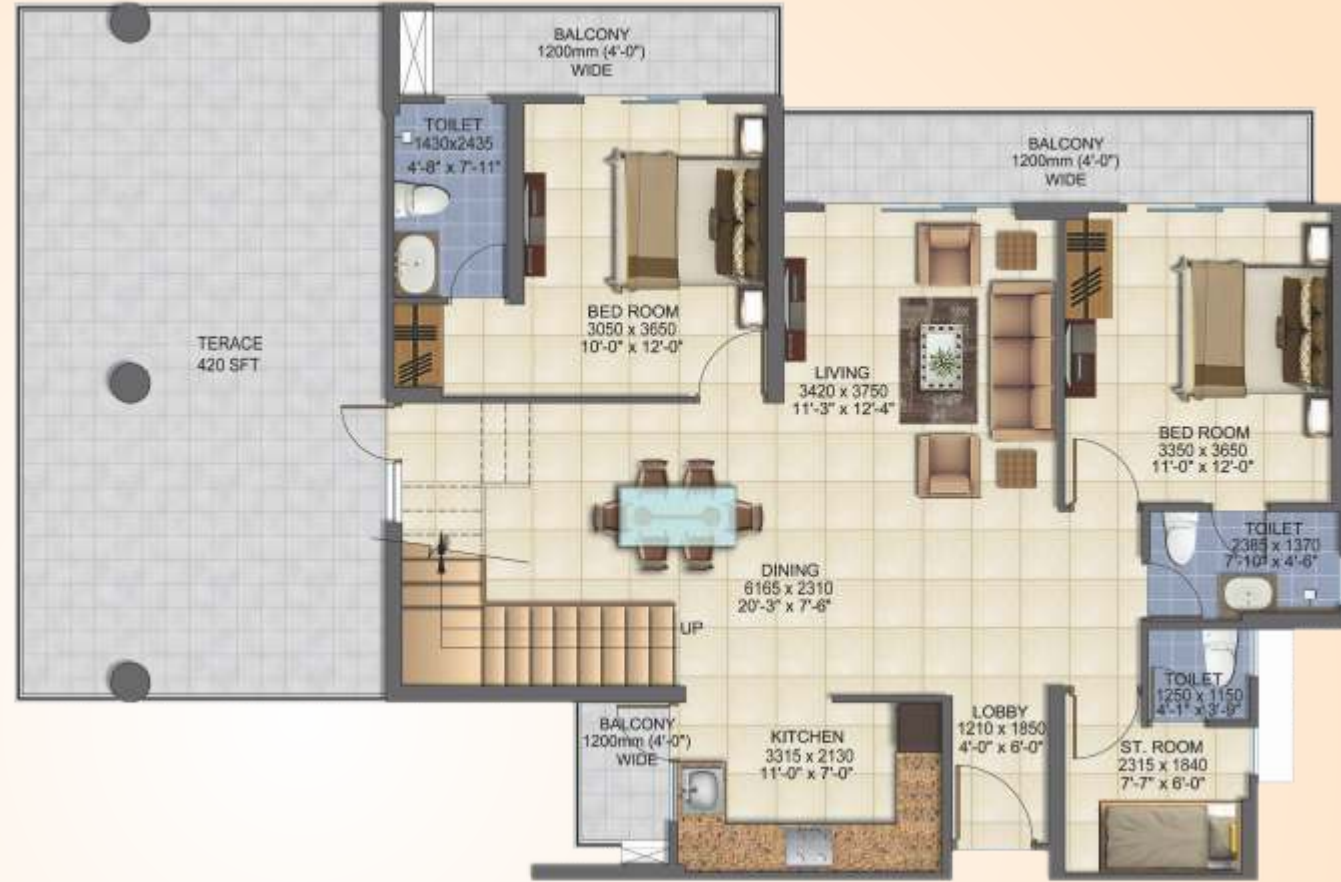 BALCONY
1200mm (4'-0")
WIDE
TOILET
1430x2435
4'-8" x 7'-11"
BALCONY
1200mm (4'-0")
WIDE
BED ROOM
3050 x 3650
10'-0" x 12'-0"
TERACE
420 SFT
LIVING
3420 x 3750
11'-3" x 12'-4"
BED ROOM
3350 x 3650
11'-0" x 12'-0"
TOILET
2385 x 1370
7'-10" x 4'-6"
DINING
6165 x 2310
20'-3" x 7'-6"
UP
TOILET
1250 x 1150
4'-1" x 3'-9"
BALCONY
1200mm (4'-0")
WIDE
KITCHEN
3315 x 2130
11'-0" x 7'-0"
LOBBY
1210 x 1850
4'-0" x 6'-0"
ST. ROOM
2315 x 1840
7'-7" x 6'-0"